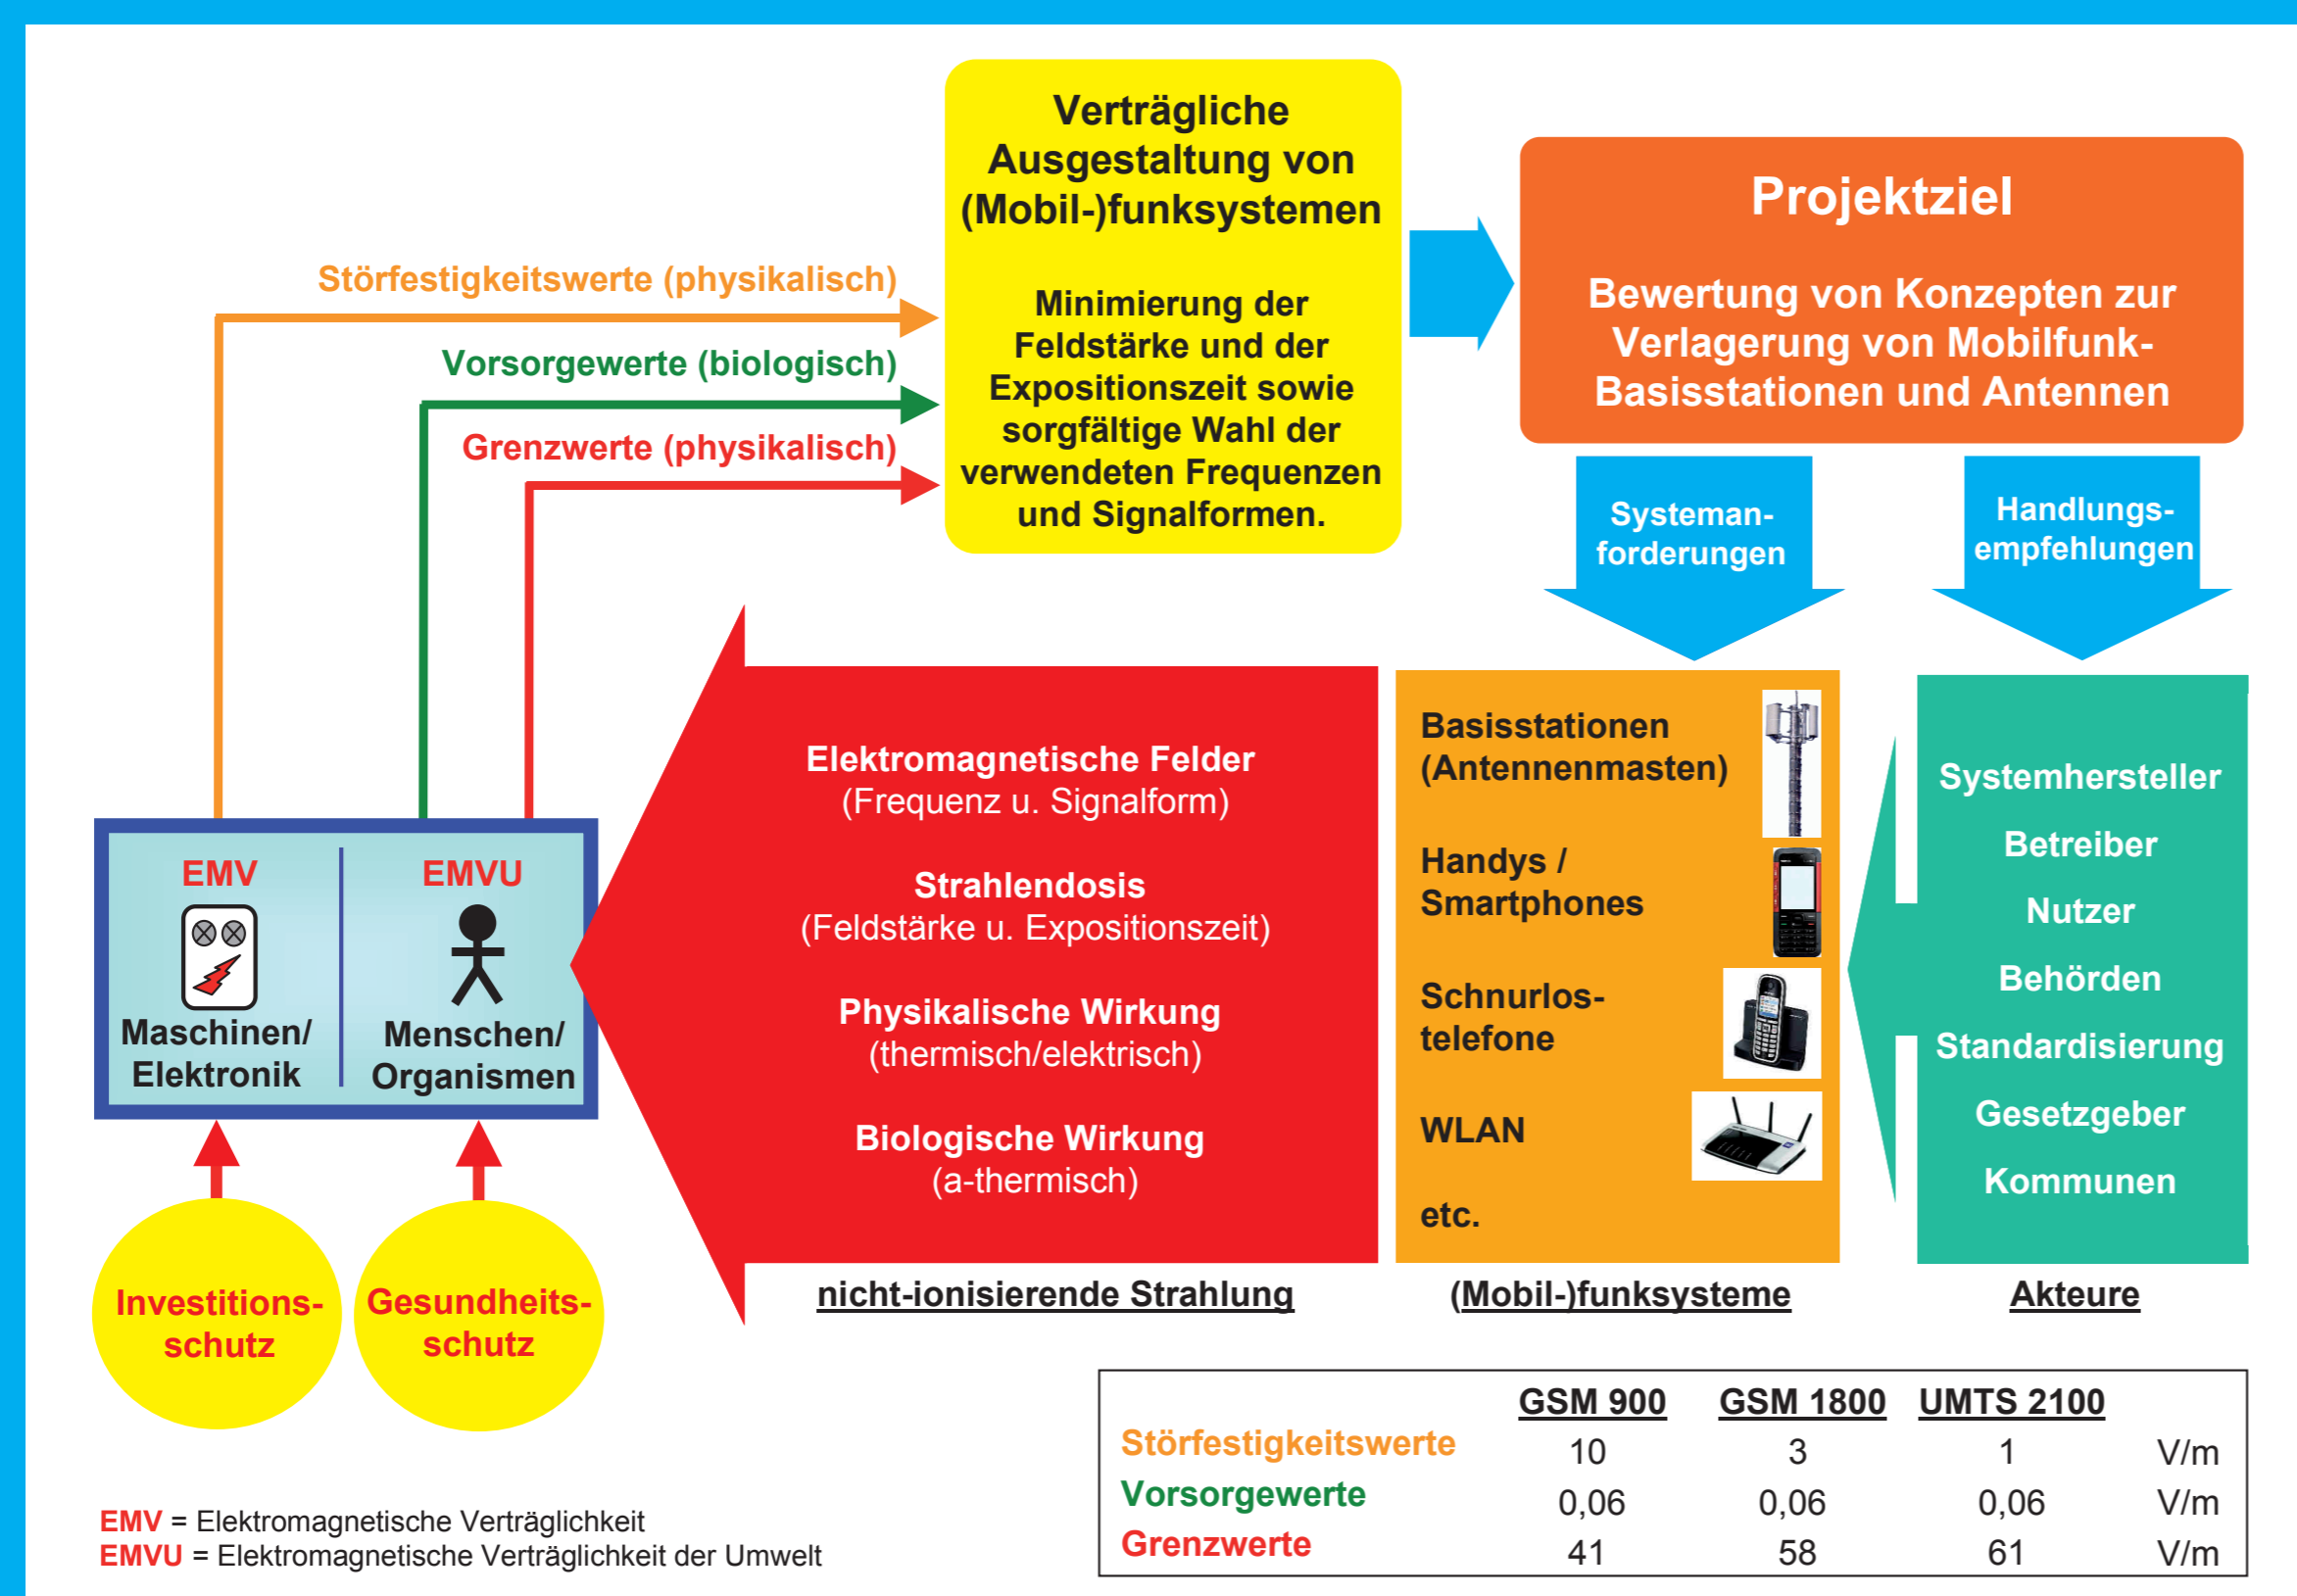 Verträgliche
Ausgestaltung von
(Mobil-)funksystemen
Minimierung der
Feldstärke und der
Expositionszeit sowie
sorgfältige Wahl der
verwendeten Frequenzen
und Signalformen.
Projektziel
Bewertung von Konzepten zur
Verlagerung von Mobilfunk-
Basisstationen und Antennen
Störfestigkeitswerte (physikalisch)
Vorsorgewerte (biologisch)
Grenzwerte (physikalisch)
Systeman-
forderungen
Handlungs-
empfehlungen
EMV
Maschinen/
Elektronik
EMVU
Menschen/
Organismen
Elektromagnetische Felder
(Frequenz u. Signalform)
Strahlendosis
(Feldstärke u. Expositionszeit)
Physikalische Wirkung
(thermisch/elektrisch)
Biologische Wirkung
(a-thermisch)
nicht-ionisierende Strahlung
Basisstationen
(Antennenmasten)
Handys /
Smartphones
Schnurlos-
telefone
WLAN
etc.
(Mobil-)funksysteme
Systemhersteller
Betreiber
Nutzer
Behörden
Standardisierung
Gesetzgeber
Kommunen
Akteure
Investitions-
schutz
Gesundheits-
schutz
GSM 900 GSM 1800 UMTS 2100
Störfestigkeitswerte 10 3 1 V/m
Vorsorgewerte 0,06 0,06 0,06 V/m
Grenzwerte 41 58 61 V/m
EMV = Elektromagnetische Verträglichkeit
EMVU = Elektromagnetische Verträglichkeit der Umwelt